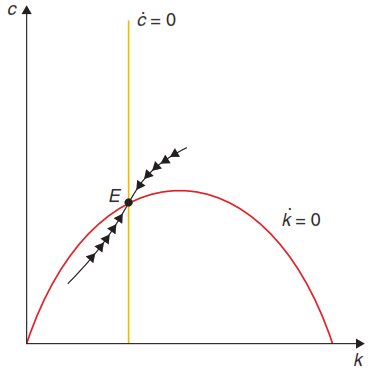 c
ċ = 0
E
k̇ = 0
k